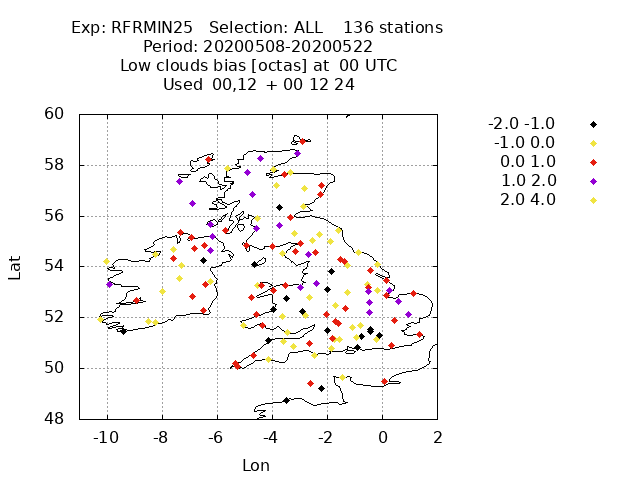 Exp: RFRMIN25 Selection: ALL 136 stations
Period: 20200508-20200522
Low clouds bias [octas] at 00 UTC
Used 00,12 + 00 12 24
-2.0 -1.0
-1.0 0.0
0.0 1.0
1.0 2.0
2.0 4.0
60
58
56
54
52
50
48
Lat
-10 -8 -6 -4 -2 0 2
Lon